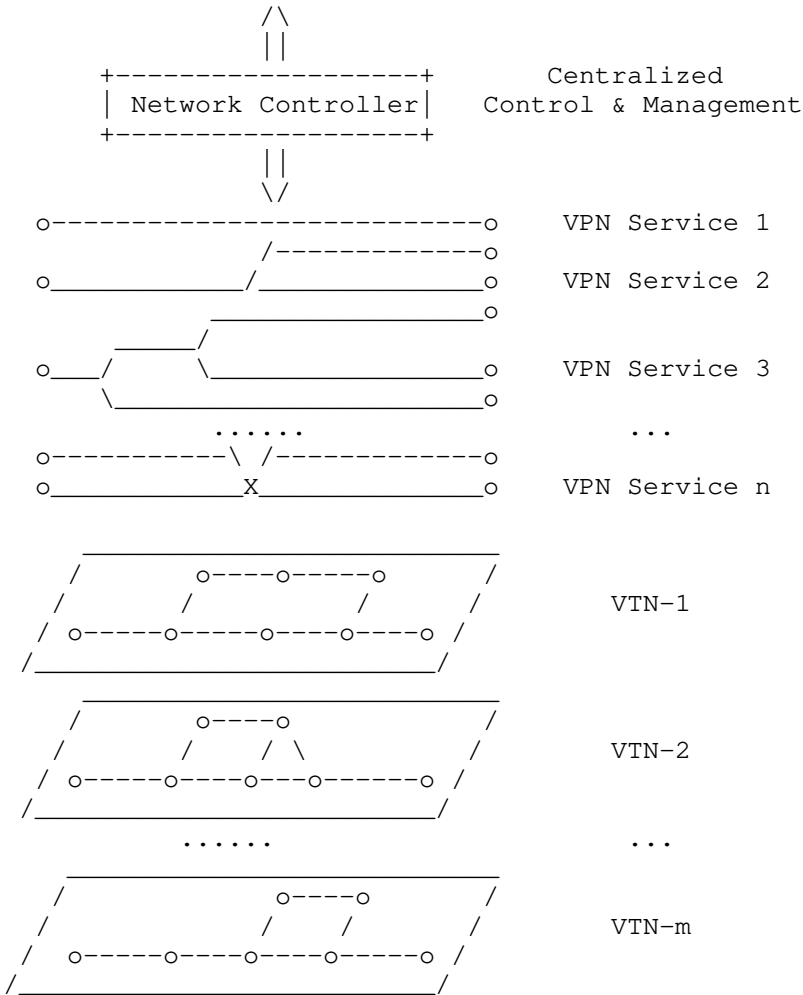 Centralized
Network Controller Control & Management
VPN Service 1
VPN Service 2
VPN Service 3
...... ...
VPN Service n
VTN-1
VTN-2
...... ...
VTN-m